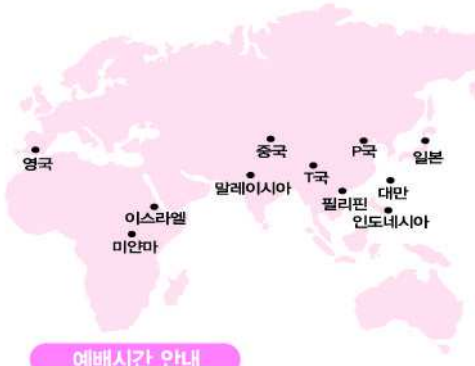 중국
P국
일본
영국
T국
말레이시아
대만
필리핀
이스라엘
인도네시아
미얀마
예배시간 안내